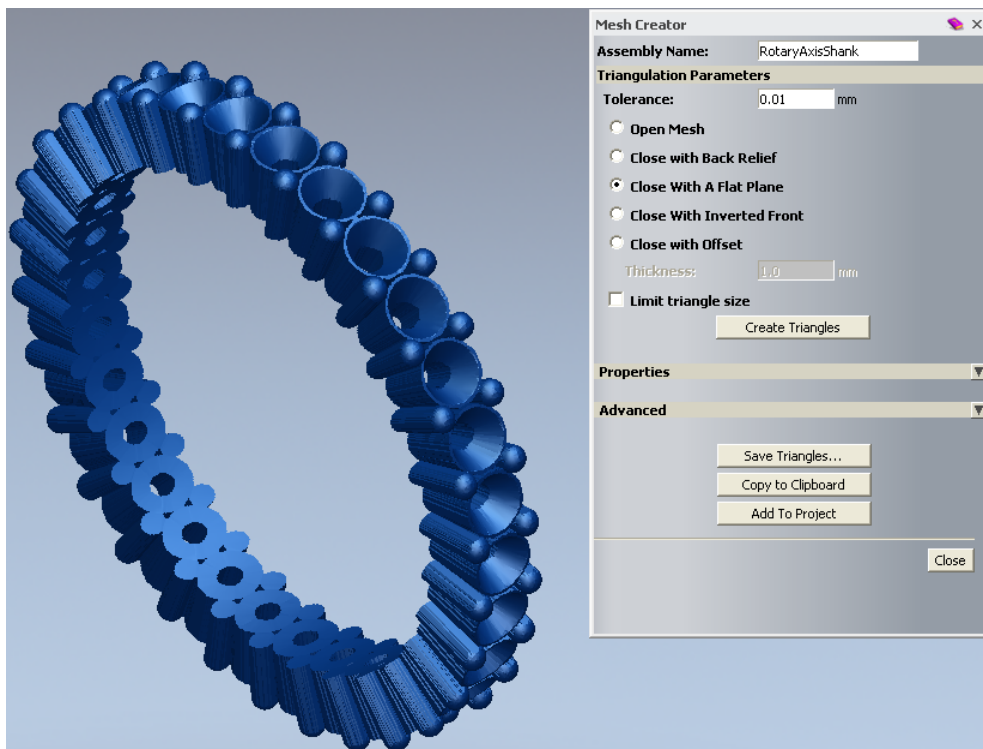 Mesh Creator
Assembly Name: RotaryAxisShank
Triangulation Parameters
Tolerance: 0.01 mm
Open Mesh
Close with Back Relief
Close With A Flat Plane
Close With Inverted Front
Close with Offset
Thickness: 1.0 mm
Limit triangle size
Create Triangles
Properties
Advanced
Save Triangles...
Copy to Clipboard
Add To Project
Close